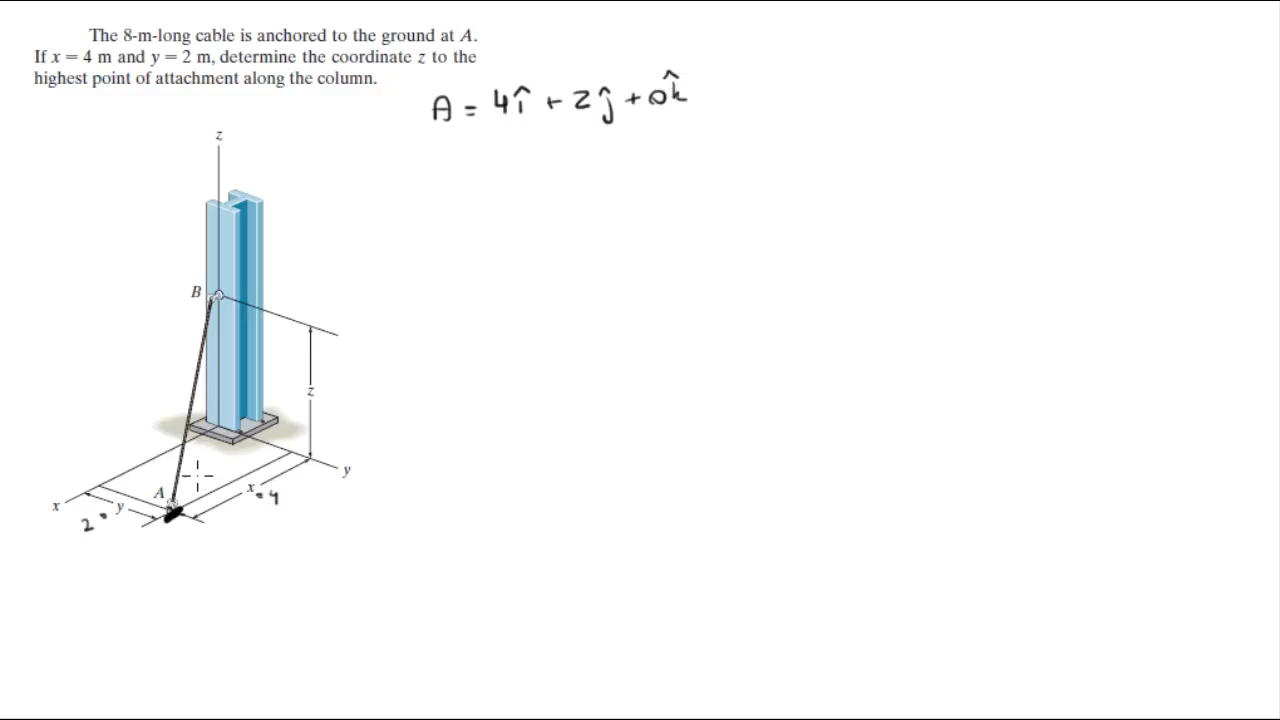 The 8-m-long cable is anchored to the ground at A.
If x = 4 m and y = 2 m, determine the coordinate z to the
highest point of attachment along the column.
A = 4î + 2ĵ + 0k̂
z
B
z
y
A
x = 4
x
y
2 =